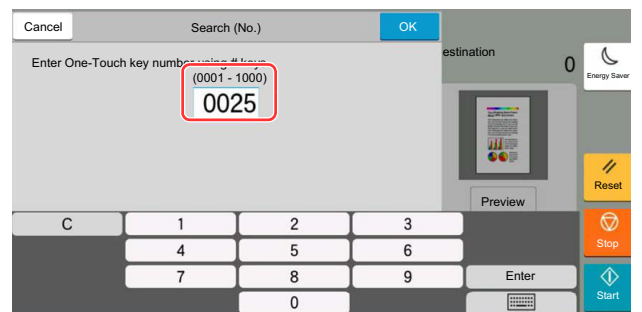 Cancel
Search (No.)
OK
Enter One-Touch key number using # keys
(0001 - 1000)
0025
estination
0
Energy Saver
Reset
Preview
Stop
C
1
2
3
4
5
6
7
8
9
Enter
0
Start